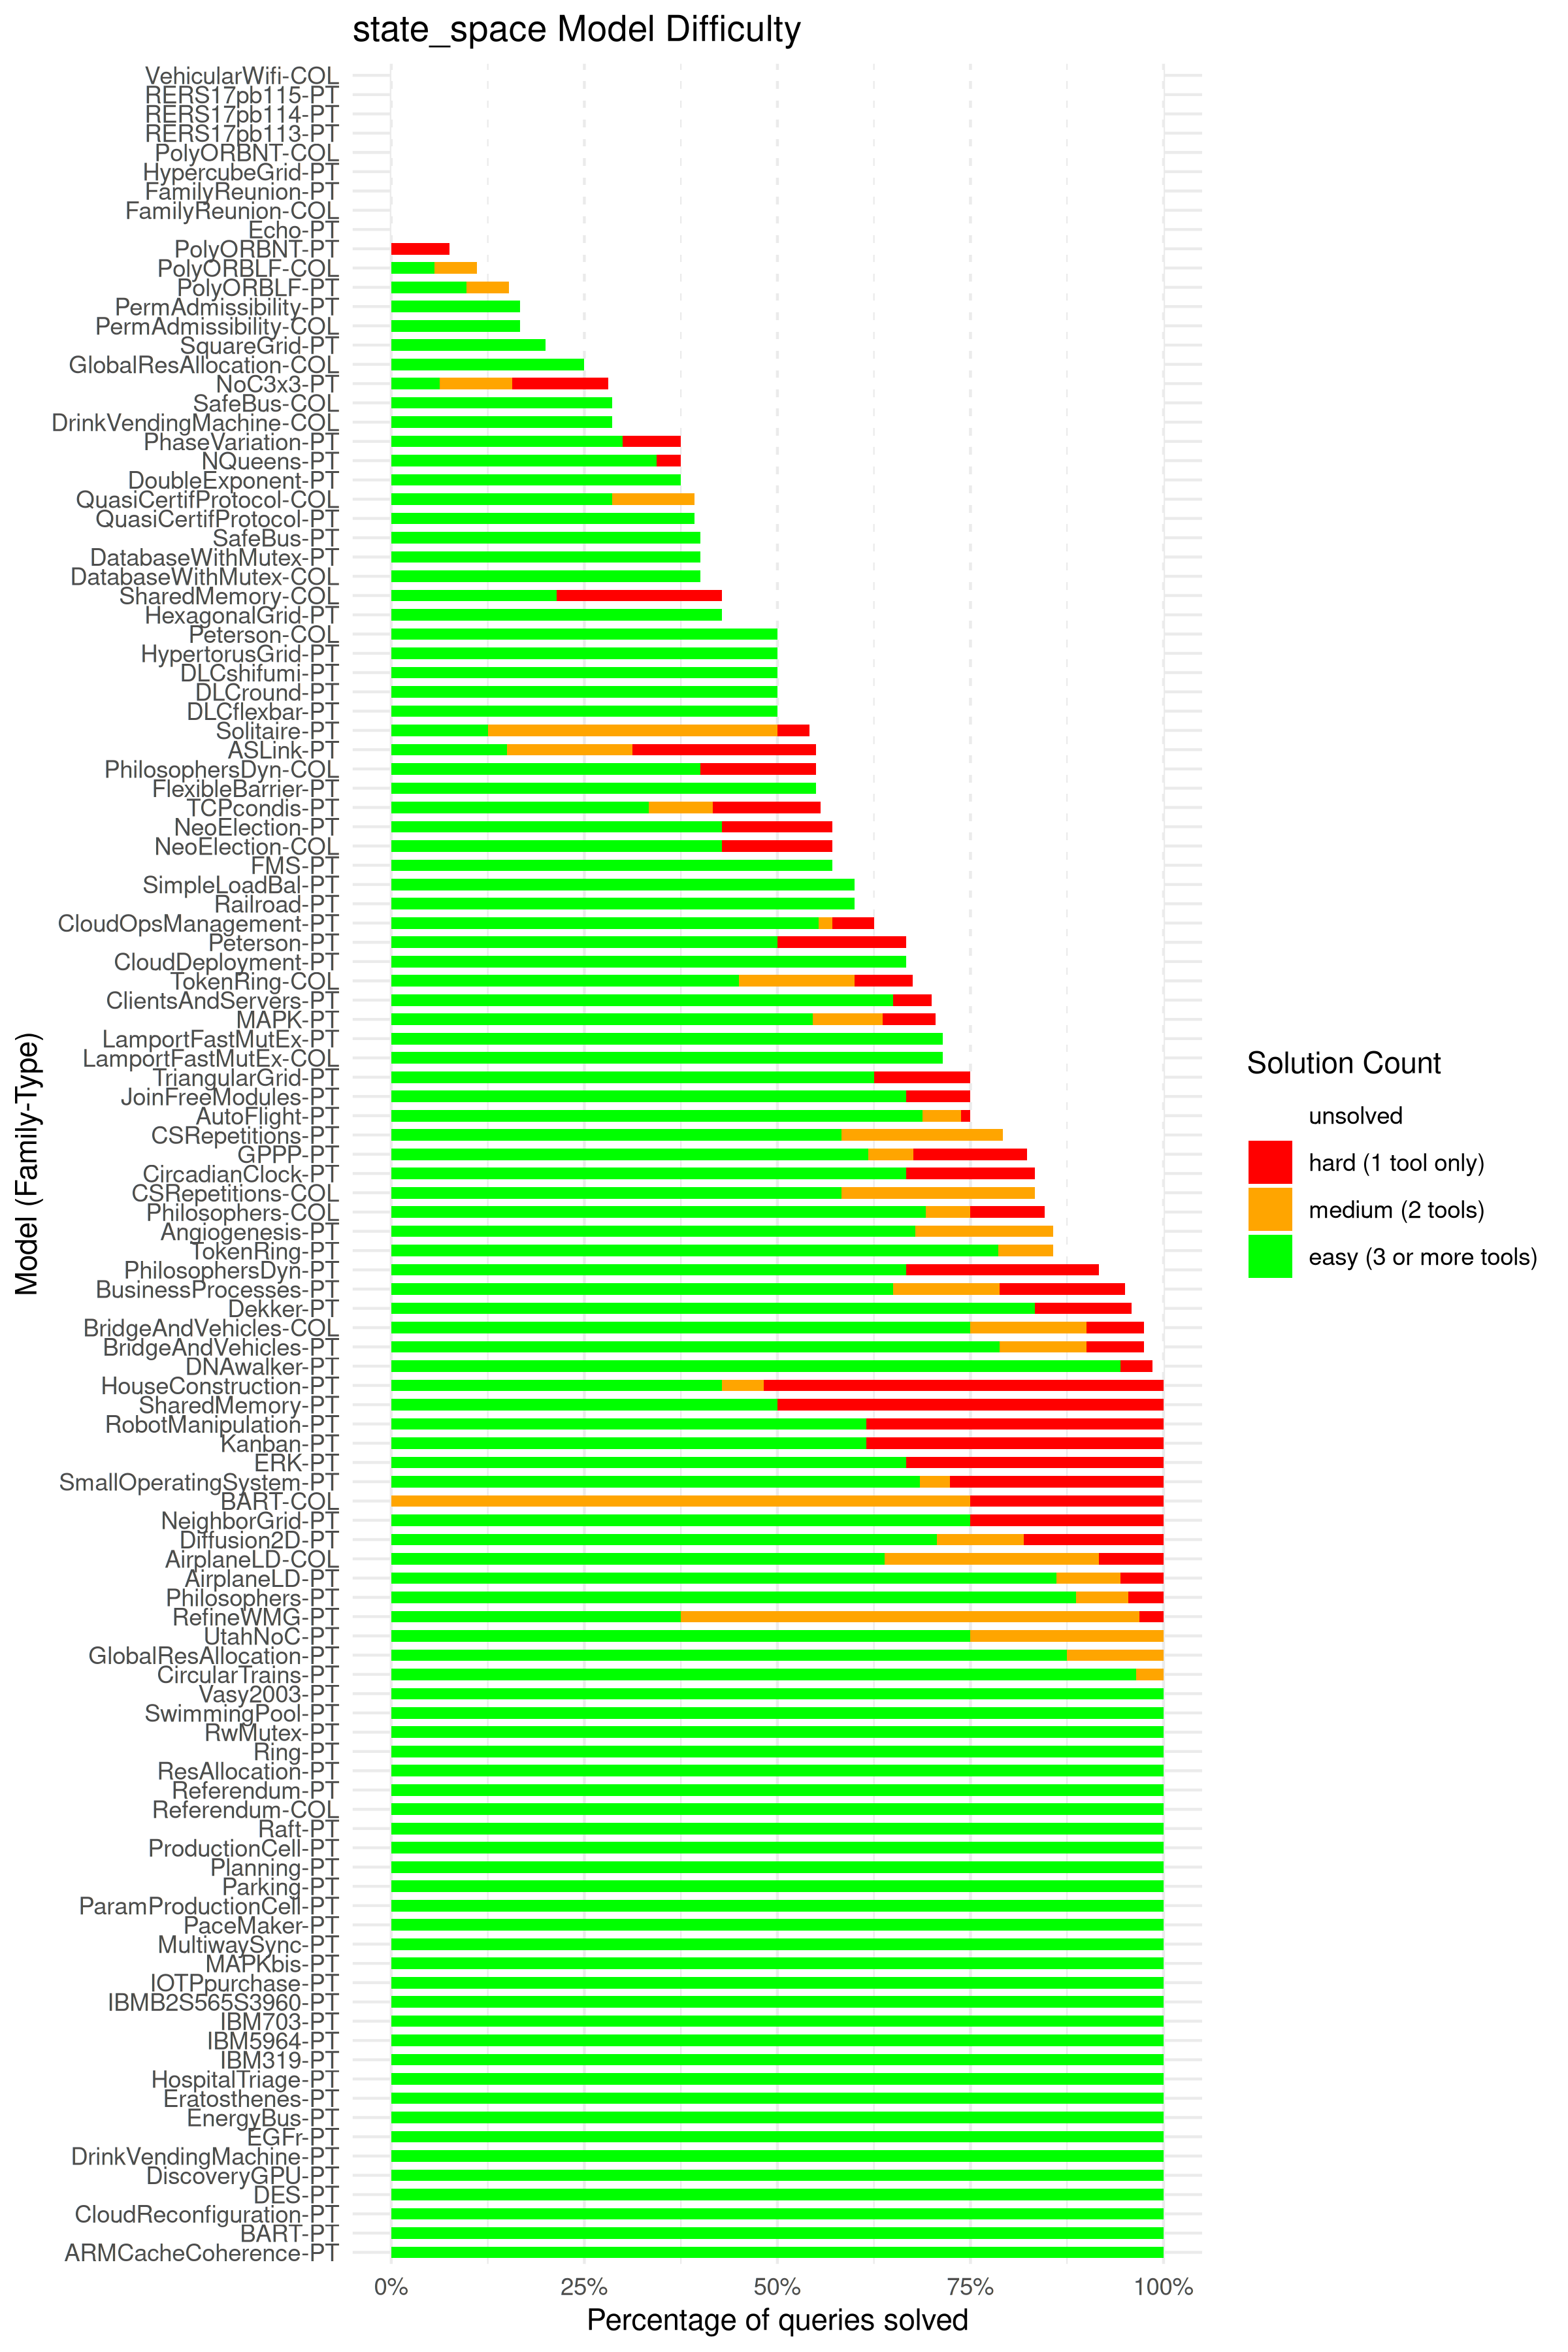 state_space Model Difficulty
VehicularWifi-COL
RERS17pb115-PT
RERS17pb114-PT
RERS17pb113-PT
PolyORBNT-COL
HypercubeGrid-PT
FamilyReunion-PT
FamilyReunion-COL
Echo-PT
PolyORBNT-PT
PolyORBLF-COL
PolyORBLF-PT
PermAdmissibility-PT
PermAdmissibility-COL
SquareGrid-PT
GlobalResAllocation-COL
NoC3x3-PT
SafeBus-COL
DrinkVendingMachine-COL
PhaseVariation-PT
NQueens-PT
DoubleExponent-PT
QuasiCertifProtocol-COL
QuasiCertifProtocol-PT
SafeBus-PT
DatabaseWithMutex-PT
DatabaseWithMutex-COL
SharedMemory-COL
HexagonalGrid-PT
Peterson-COL
HypertorusGrid-PT
DLCshifumi-PT
DLCround-PT
DLCflexbar-PT
Solitaire-PT
ASLink-PT
PhilosophersDyn-COL
FlexibleBarrier-PT
TCPcondis-PT
NeoElection-PT
NeoElection-COL
FMS-PT
SimpleLoadBal-PT
Railroad-PT
CloudOpsManagement-PT
Peterson-PT
CloudDeployment-PT
TokenRing-COL
ClientsAndServers-PT
MAPK-PT
LamportFastMutEx-PT
LamportFastMutEx-COL
TriangularGrid-PT
JoinFreeModules-PT
AutoFlight-PT
CSRepetitions-PT
GPPP-PT
CircadianClock-PT
CSRepetitions-COL
Philosophers-COL
Angiogenesis-PT
TokenRing-PT
PhilosophersDyn-PT
BusinessProcesses-PT
Dekker-PT
BridgeAndVehicles-COL
BridgeAndVehicles-PT
DNAwalker-PT
HouseConstruction-PT
SharedMemory-PT
RobotManipulation-PT
Kanban-PT
ERK-PT
SmallOperatingSystem-PT
BART-COL
NeighborGrid-PT
Diffusion2D-PT
AirplaneLD-COL
AirplaneLD-PT
Philosophers-PT
RefineWMG-PT
UtahNoC-PT
GlobalResAllocation-PT
CircularTrains-PT
Vasy2003-PT
SwimmingPool-PT
RwMutex-PT
Ring-PT
ResAllocation-PT
Referendum-PT
Referendum-COL
Raft-PT
ProductionCell-PT
Planning-PT
Parking-PT
ParamProductionCell-PT
PaceMaker-PT
MultiwaySync-PT
MAPKbis-PT
IOTPpurchase-PT
IBMB2S565S3960-PT
IBM703-PT
IBM5964-PT
IBM319-PT
HospitalTriage-PT
Eratosthenes-PT
EnergyBus-PT
EGFr-PT
DrinkVendingMachine-PT
DiscoveryGPU-PT
DES-PT
CloudReconfiguration-PT
BART-PT
ARMCacheCoherence-PT
0% 25% 50% 75% 100%
Percentage of queries solved
Model (Family-Type)
Solution Count
unsolved
hard (1 tool only)
medium (2 tools)
easy (3 or more tools)